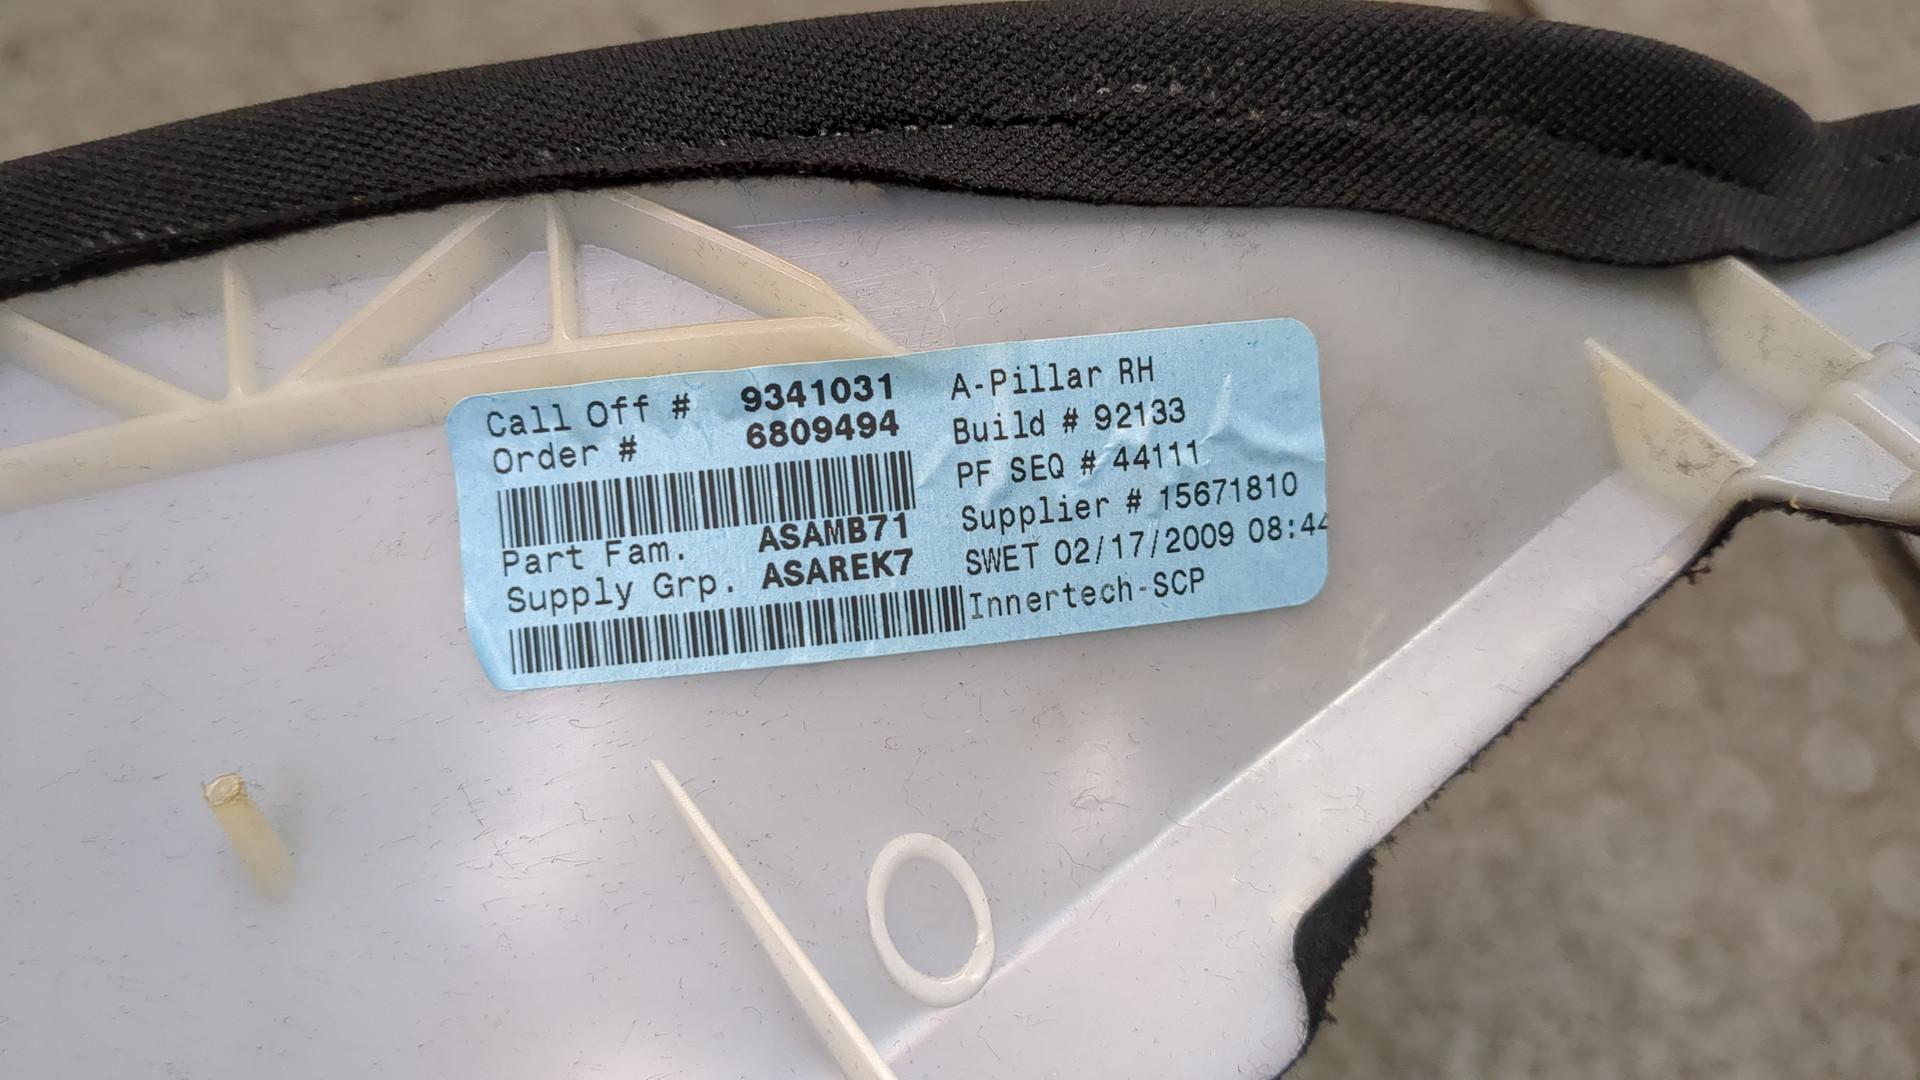 Call Off # 9341031
Order # 6809494
Part Fam. ASAMB71
Supply Grp. ASAREK7
A-Pillar RH
Build # 92133
PF SEQ # 44111
Supplier # 15671810
SWET 02/17/2009 08:44
Innertech-SCP